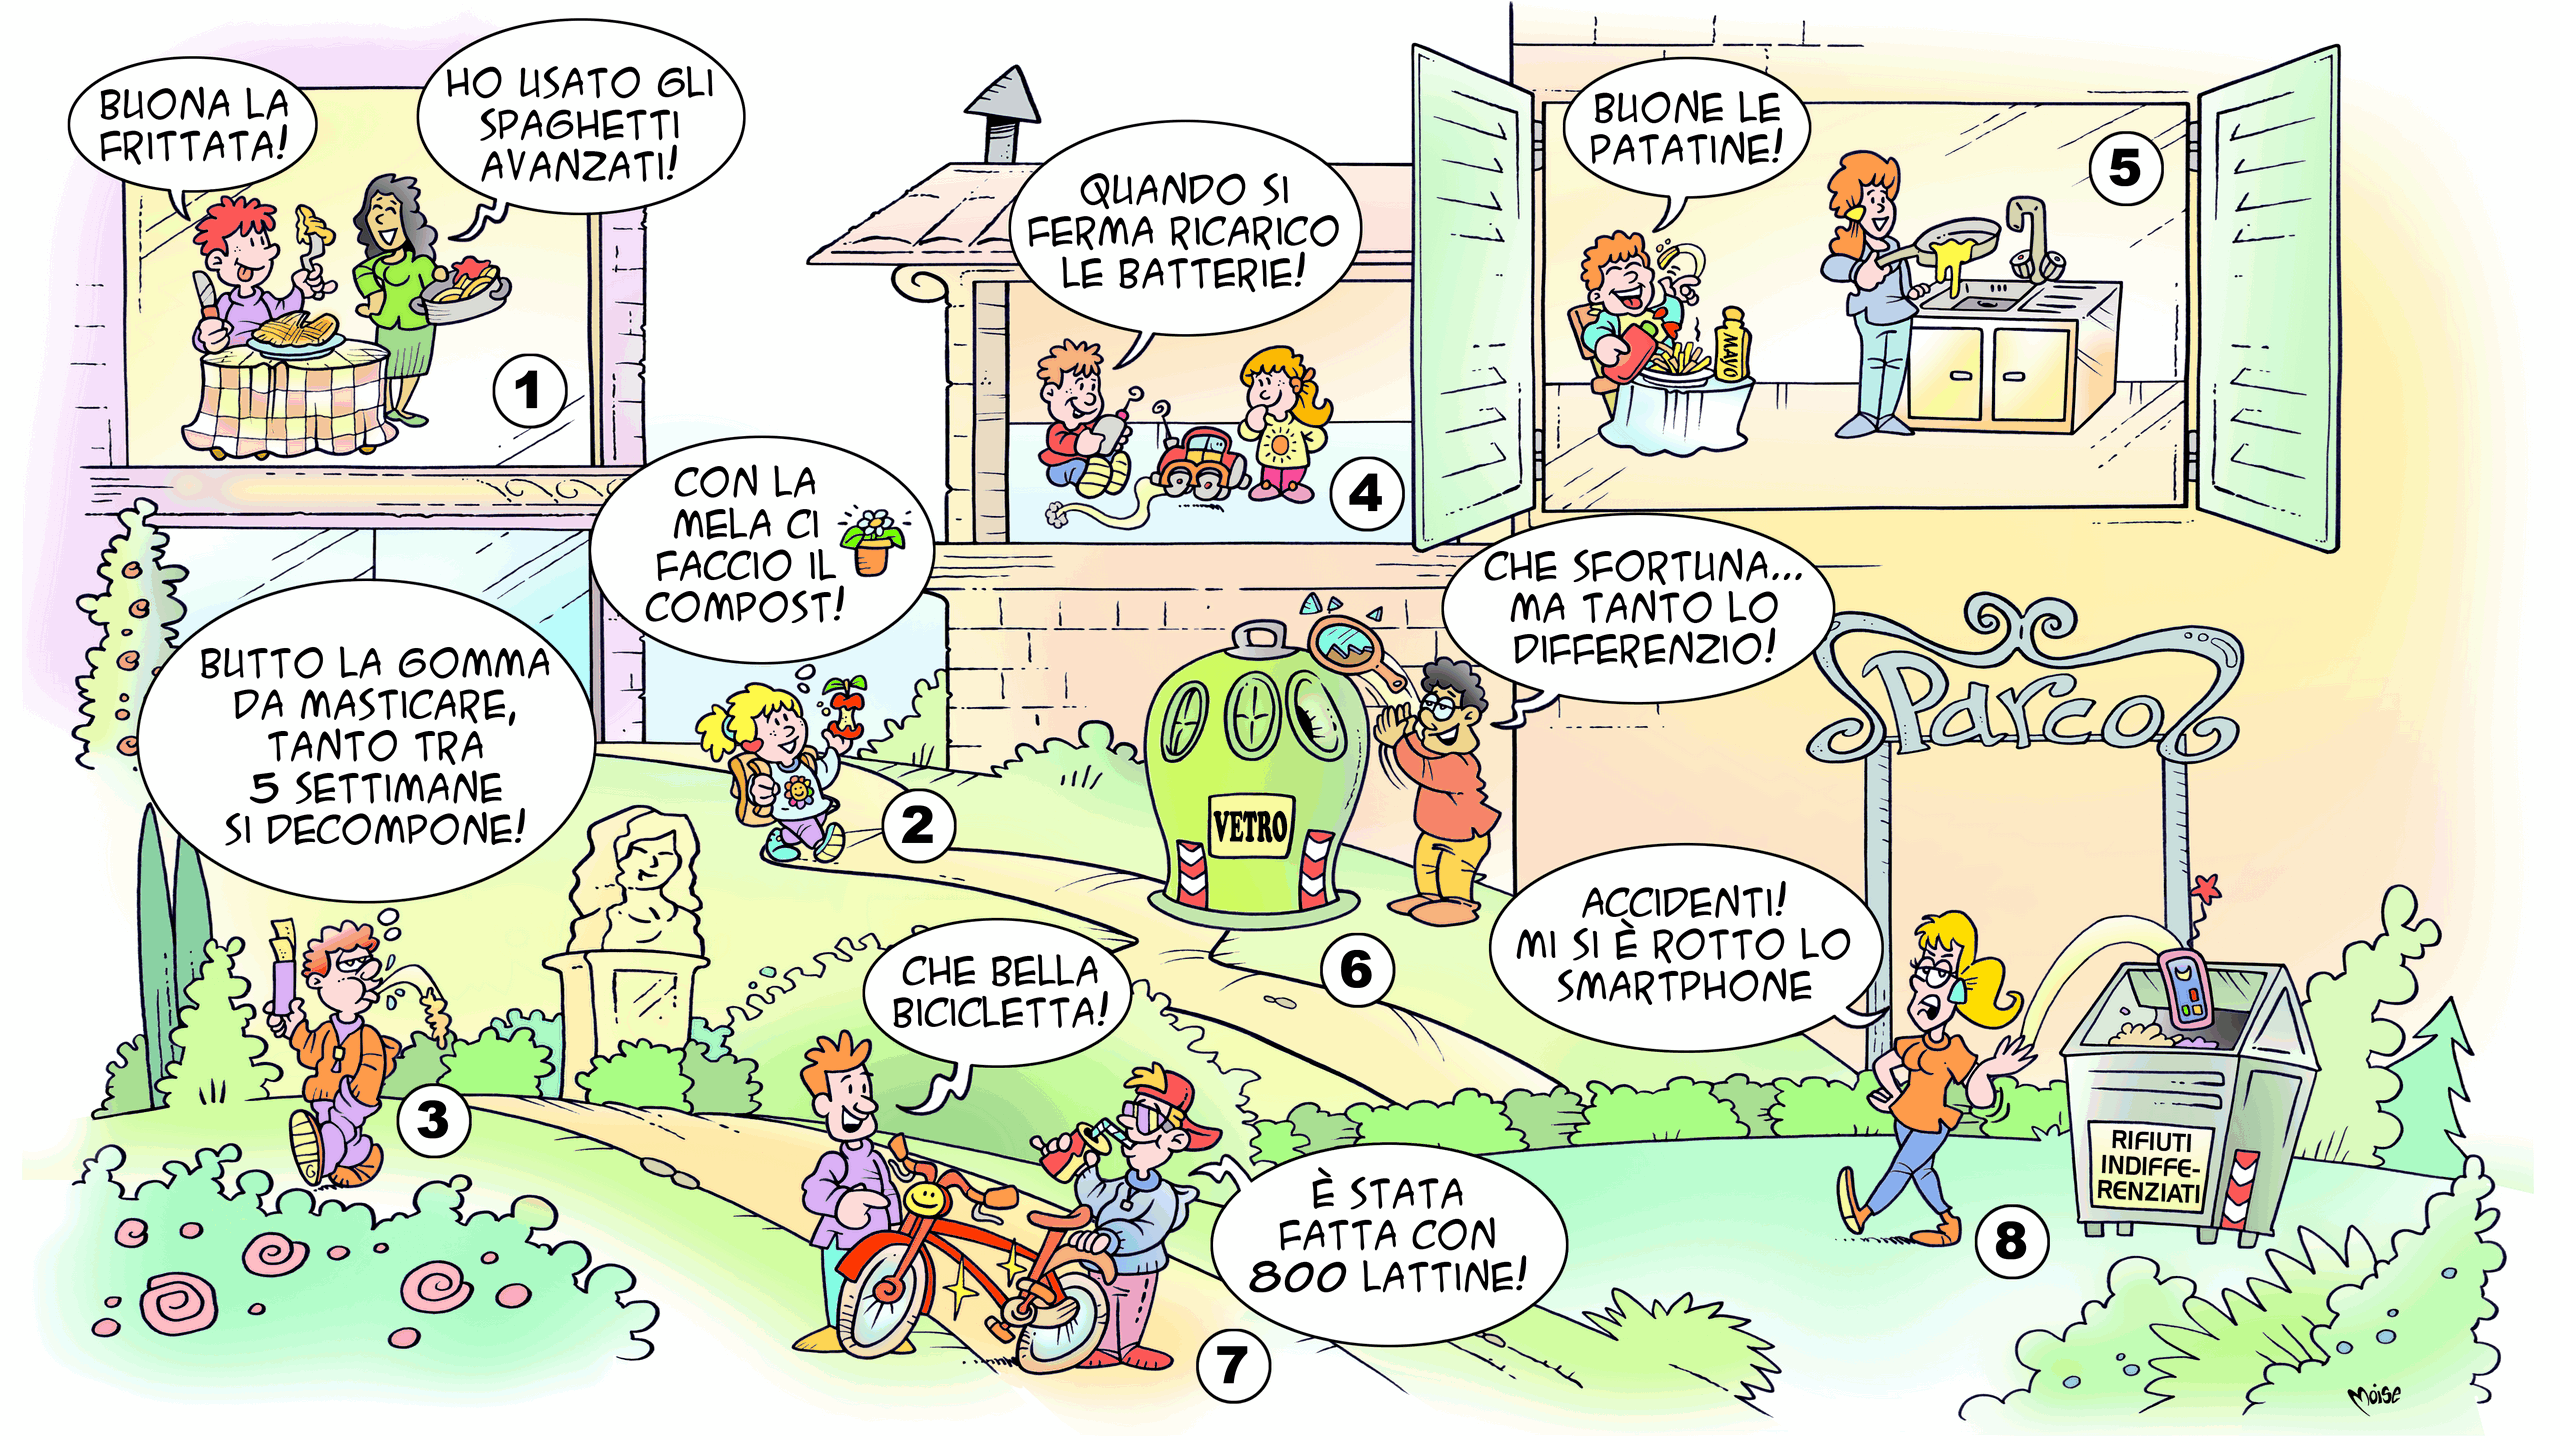 BUONA LA
FRITTATA!
HO USATO GLI
SPAGHETTI
AVANZATI!
1
CON LA
MELA CI
FACCIO IL
COMPOST!
2
BUTTO LA GOMMA
DA MASTICARE,
TANTO TRA
5 SETTIMANE
SI DECOMPONE!
3
QUANDO SI
FERMA RICARICO
LE BATTERIE!
4
BUONE LE
PATATINE!
MAYO
5
CHE SFORTUNA...
MA TANTO LO
DIFFERENZIO!
VETRO
6
CHE BELLA
BICICLETTA!
È STATA
FATTA CON
800 LATTINE!
7
Parco
ACCIDENTI!
MI SI È ROTTO LO
SMARTPHONE
RIFIUTI
INDIFFE-
RENZIATI
8
Moise